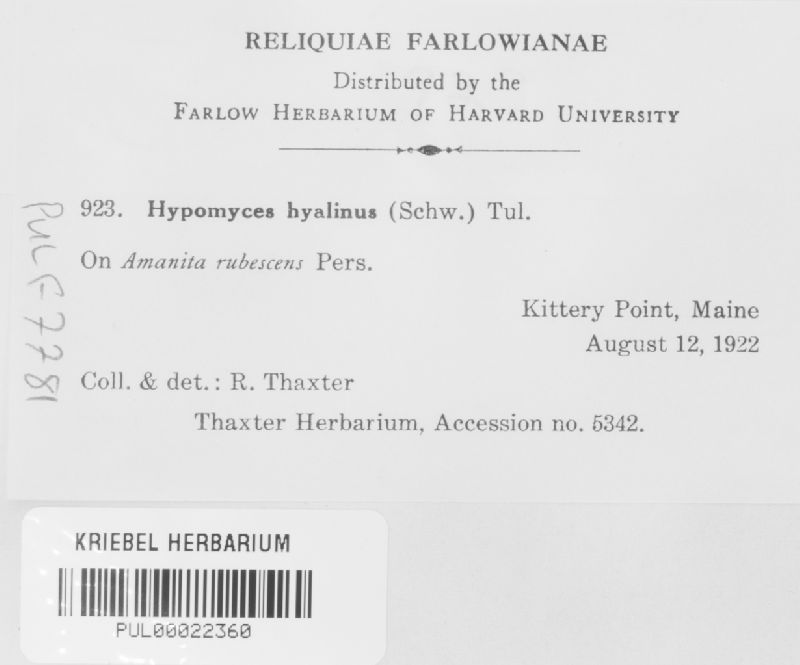 RELIQUIAE FARLOWIANAE
Distributed by the
FARLOW HERBARIUM OF HARVARD UNIVERSITY
923. Hypomyces hyalinus (Schw.) Tul.
On Amanita rubescens Pers.
Kittery Point, Maine
August 12, 1922
Coll. & det.: R. Thaxter
Thaxter Herbarium, Accession no. 5342.
PUL F7781
KRIEBEL HERBARIUM
PUL00022360